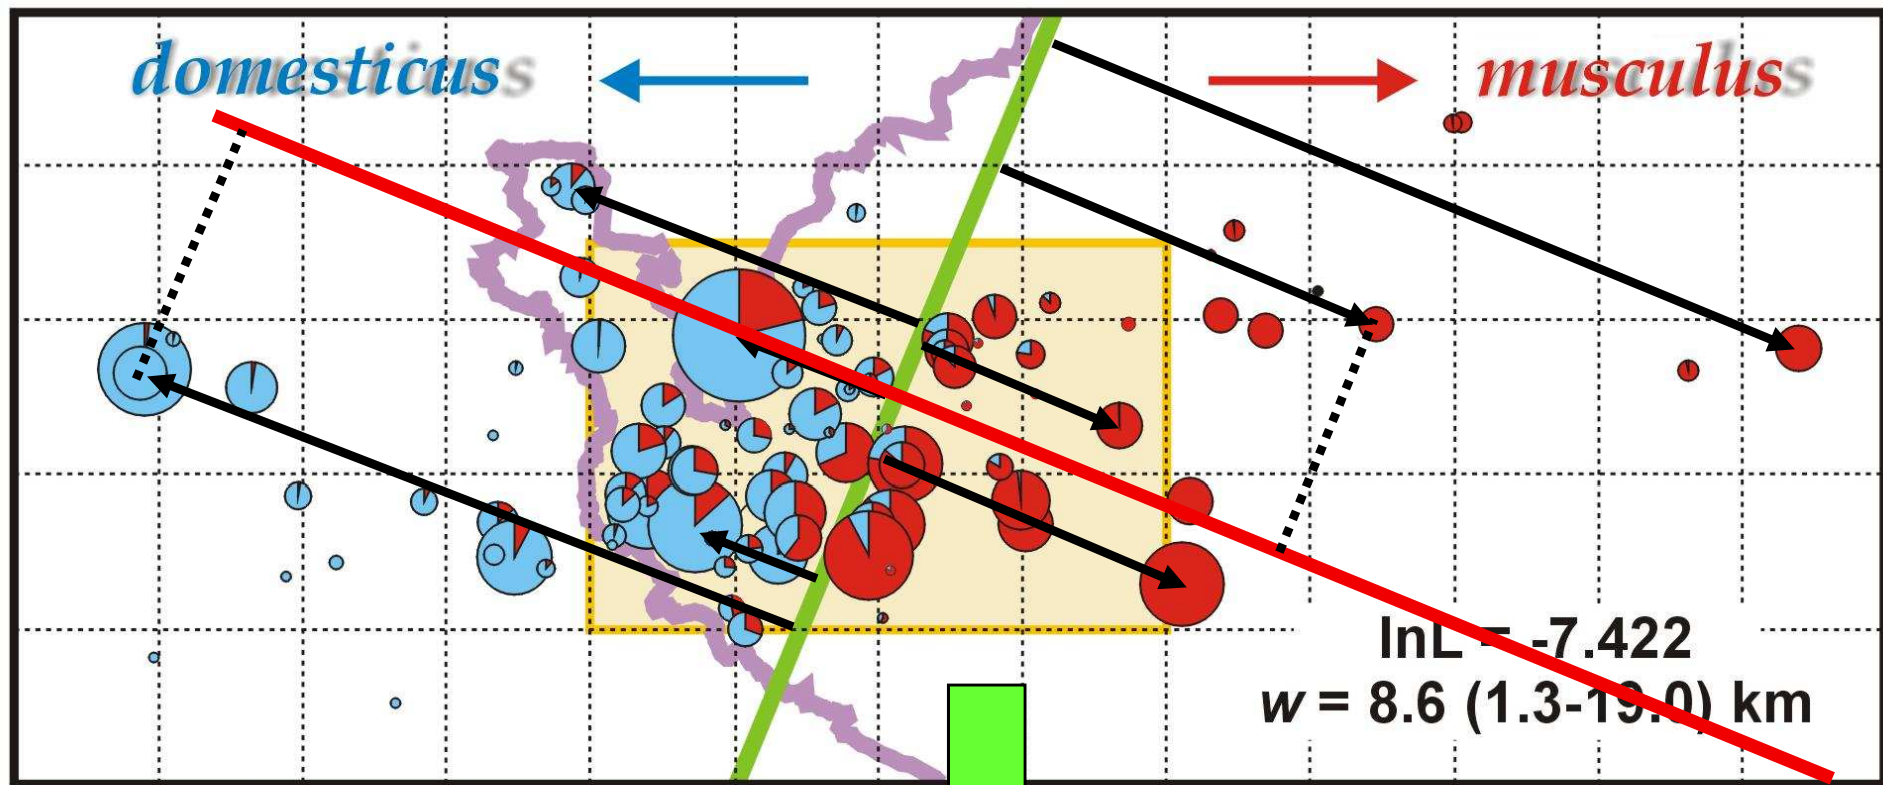 domesticus
musculus
lnL = -7.422
w = 8.6 (1.3-19.0) km